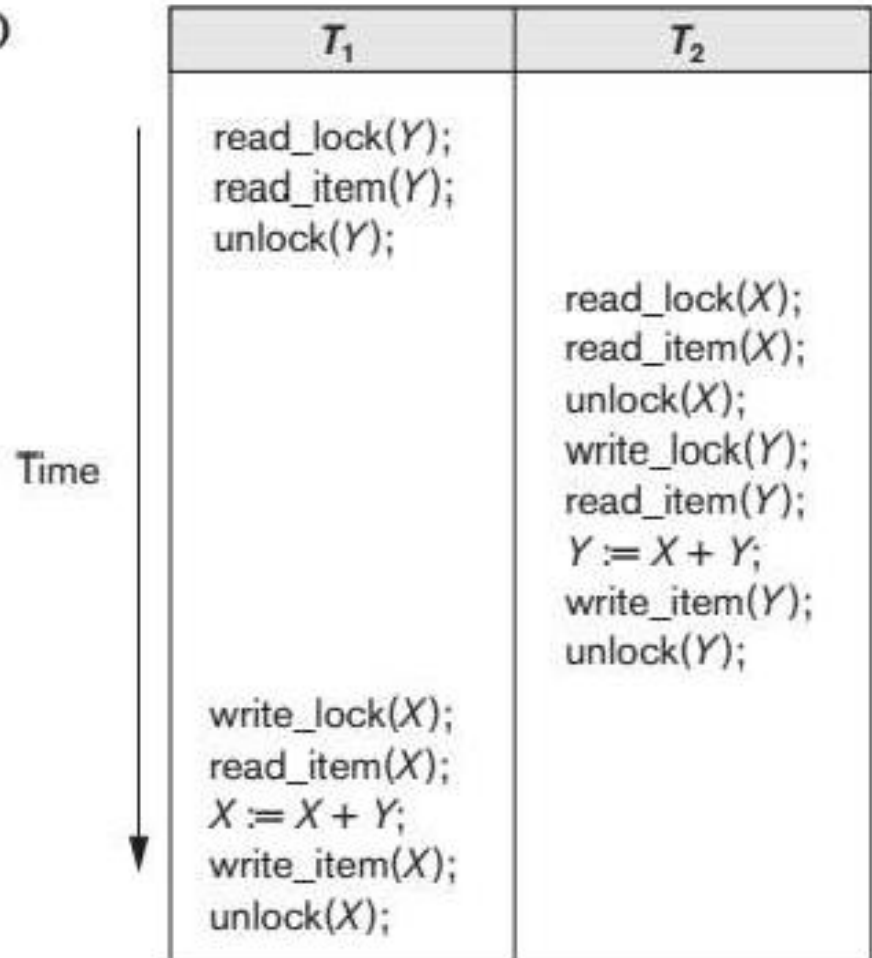 )
T₁ T₂
read_lock(Y);
read_item(Y);
unlock(Y);
read_lock(X);
read_item(X);
unlock(X);
Time
write_lock(Y);
read_item(Y);
Y := X + Y;
write_item(Y);
unlock(Y);
write_lock(X);
read_item(X);
X := X + Y;
write_item(X);
unlock(X);